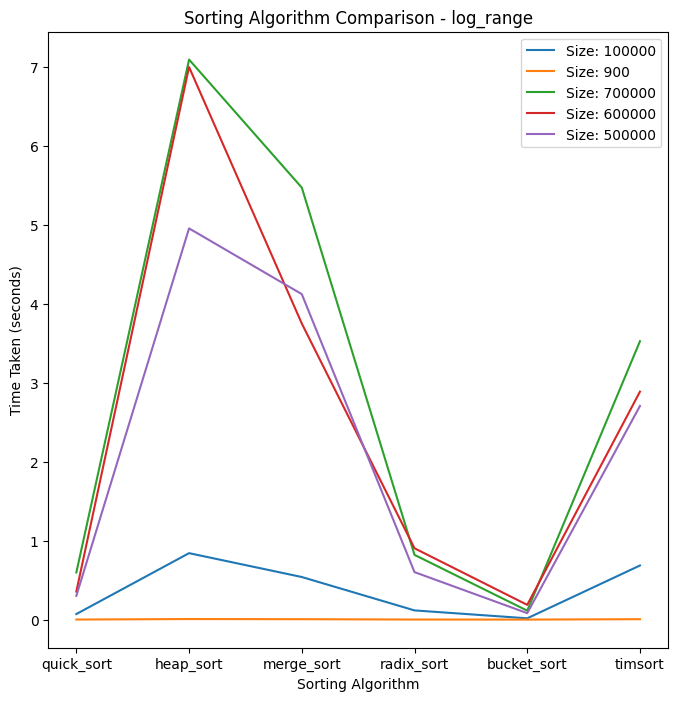 Sorting Algorithm Comparison - log_range
Size: 100000
Size: 900
Size: 700000
Size: 600000
Size: 500000
7
6
5
4
3
2
1
0
Time Taken (seconds)
quick_sort heap_sort merge_sort radix_sort bucket_sort timsort
Sorting Algorithm